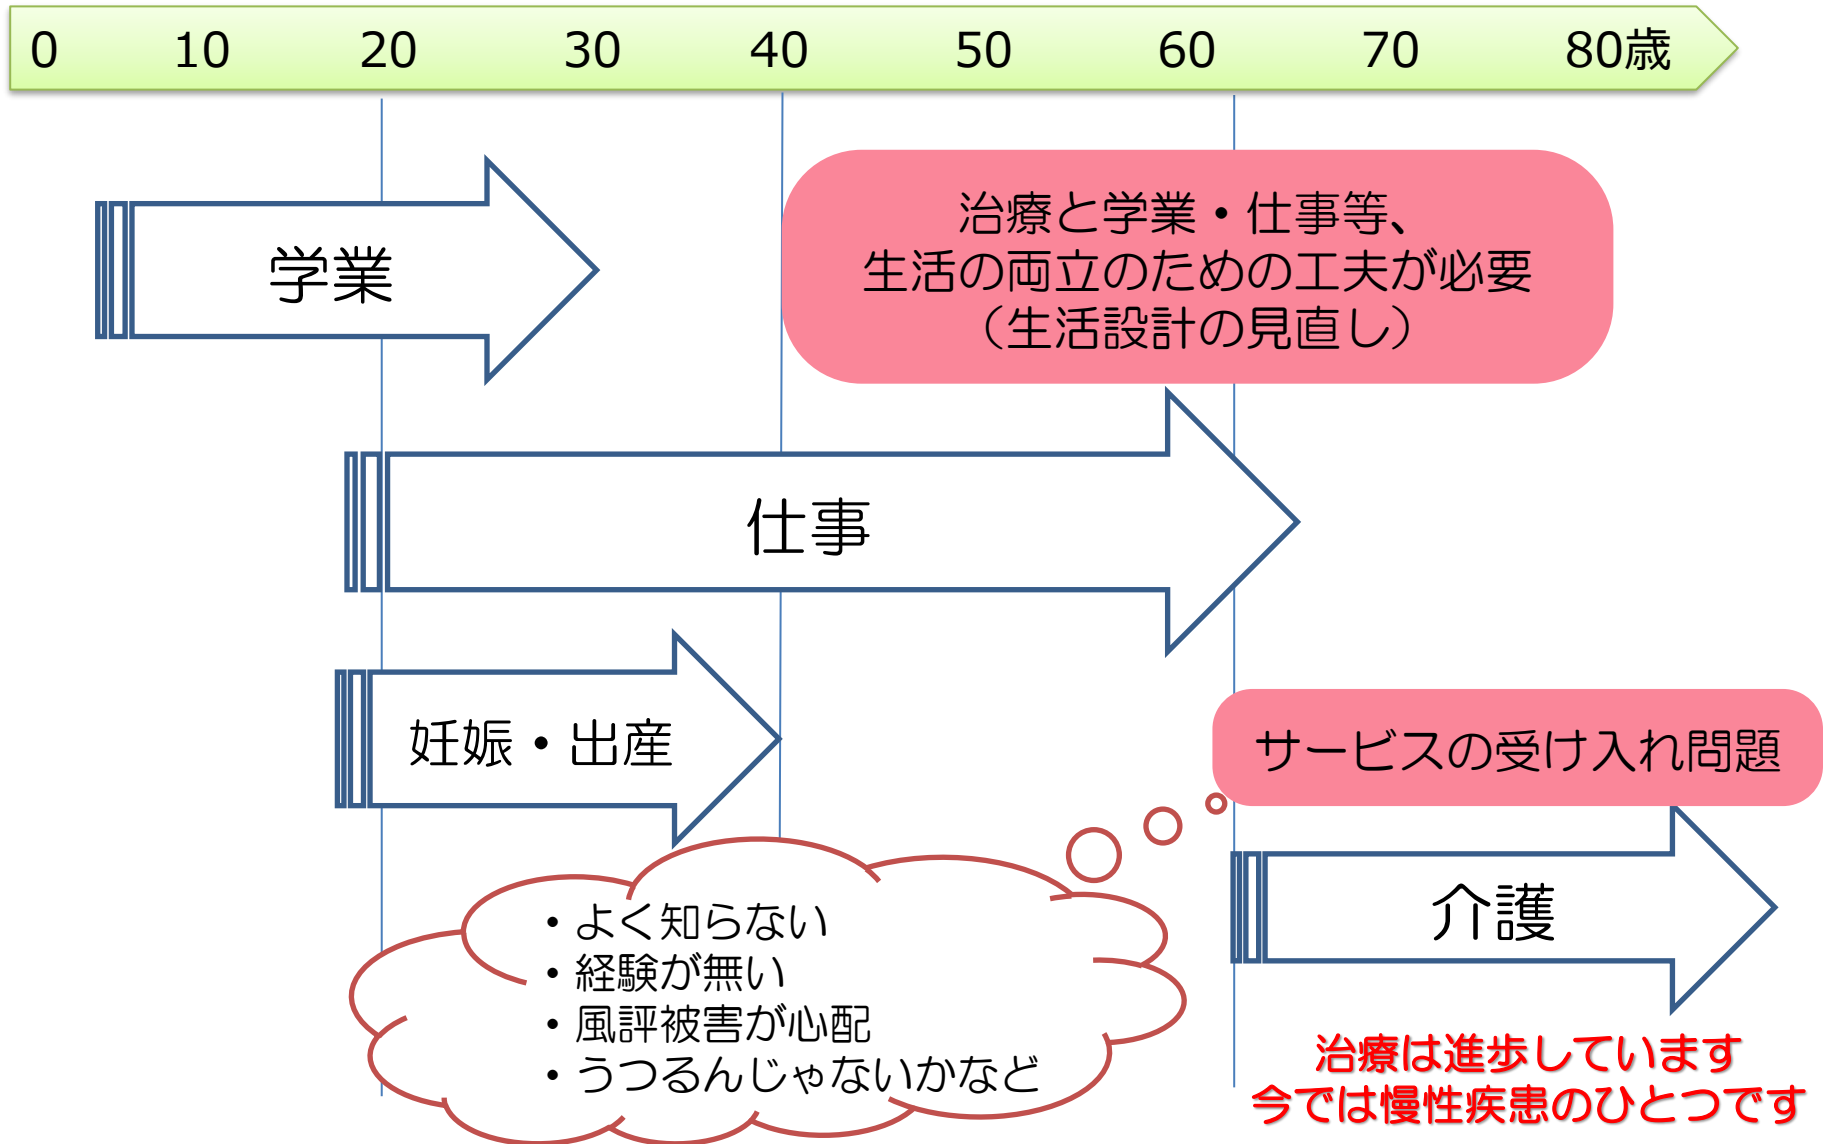 0 10 20 30 40 50 60 70 80歳
学業
治療と学業・仕事等、
生活の両立のための工夫が必要
（生活設計の見直し）
仕事
妊娠・出産
サービスの受け入れ問題
介護
・よく知らない
・経験が無い
・風評被害が心配
・うつるんじゃないかなど
治療は進歩しています
今では慢性疾患のひとつです